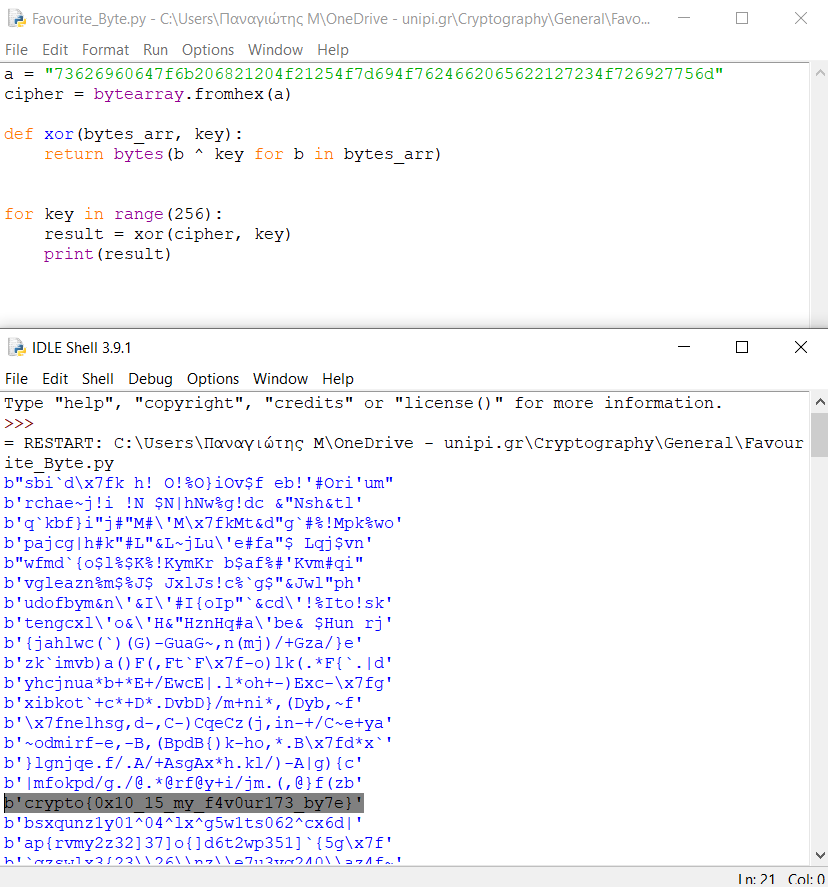 Favourite_Byte.py - C:\Users\Παναγιώτης Μ\OneDrive - unipi.gr\Cryptography\General\Favo...
File Edit Format Run Options Window Help
a = "73626960647f6b206821204f21254f7d694f7624662065622127234f726927756d"
cipher = bytearray.fromhex(a)
def xor(bytes_arr, key):
    return bytes(b ^ key for b in bytes_arr)
for key in range(256):
    result = xor(cipher, key)
    print(result)
IDLE Shell 3.9.1
File Edit Shell Debug Options Window Help
Type "help", "copyright", "credits" or "license()" for more information.
>>>
= RESTART: C:\Users\Παναγιώτης Μ\OneDrive - unipi.gr\Cryptography\General\Favour
ite_Byte.py
b"sbi`d\x7fk h! O!%O}iOv$f eb!'#Ori'um"
b'rchae~j!i !N $N|hNw%g!dc &"Nsh&tl'
b'q`kbf}i"j#"M#\'M\x7fkMt&d"g`#%!Mpk%wo'
b'pajcg|h#k"#L"&L~jLu\'e#fa"$ Lqj$vn'
b"wfmd`{o$l%$K%!KymKr b$af%#'Kvm#qi"
b'vgleazn%m$%J$ JxlJs!c%`g$"&Jwl"ph'
b'udofbym&n\'&I\'#I{oIp"`&cd\'!%Ito!sk'
b'tengcxl\'o&\'H&"HznHq#a\'be& $Hun rj'
b'{jahlwc(`)(G)-GuaG~,n(mj)/+Gza/}e'
b'zk`imvb)a()F(,Ft`F\x7f-o)lk(.*F{`.|d'
b'yhcjnua*b+*E+/EwcE|.l*oh+-)Exc-\x7fg'
b'xibkot`+c*+D*.DvbD}/m+ni*,(Dyb,~f'
b'\x7fnelhsg,d-,C-)CqeCz(j,in-+/C~e+ya'
b'~odmirf-e,-B,(BpdB{)k-ho,*.B\x7fd*x`'
b'}lgnjqe.f/.A/+AsgAx*h.kl/)-A|g){c'
b'|mfokpd/g./@.*@rf@y+i/jm.(,@}f(zb'
b'crypto{0x10_15_my_f4v0ur173_by7e}'
b'bsxqunz1y01^04^lx^g5w1ts062^cx6d|'
b'ap{rvmy2z32]37]o{]d6t2wp351]`{5g\x7f'
b'`qzswlx3{23\\26\\nz\\e7u3vq240\\az4f~'
Ln: 21 Col: 0